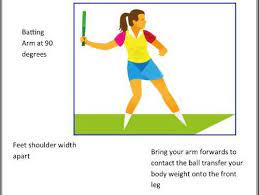 Batting
Arm at 90
degrees
Feet shoulder width
apart
Bring your arm forwards to
contact the ball transfer your
body weight onto the front
leg